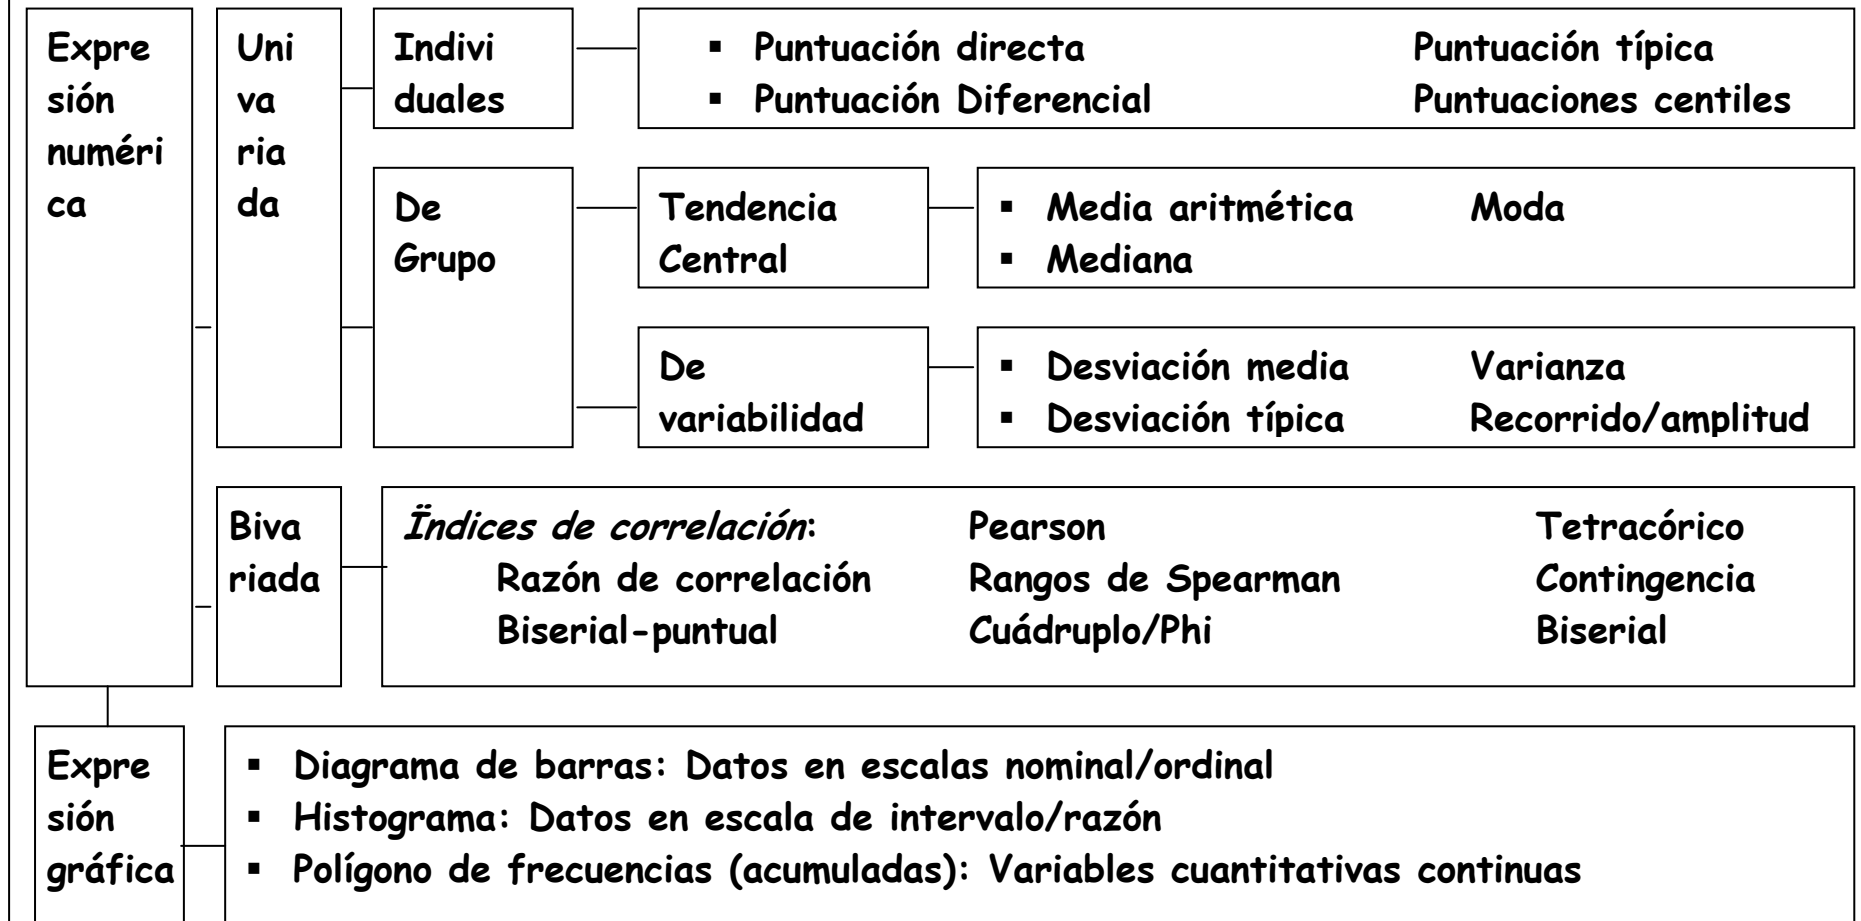 Expre
sión
numéri
ca
Uni
va
ria
da
Indivi
duales
▪ Puntuación directa Puntuación típica
▪ Puntuación Diferencial Puntuaciones centiles
De
Grupo
Tendencia
Central
▪ Media aritmética Moda
▪ Mediana
De
variabilidad
▪ Desviación media Varianza
▪ Desviación típica Recorrido/amplitud
Biva
riada
Ïndices de correlación: Pearson Tetracórico
Razón de correlación Rangos de Spearman Contingencia
Biserial-puntual Cuádruplo/Phi Biserial
Expre
sión
gráfica
▪ Diagrama de barras: Datos en escalas nominal/ordinal
▪ Histograma: Datos en escala de intervalo/razón
▪ Polígono de frecuencias (acumuladas): Variables cuantitativas continuas